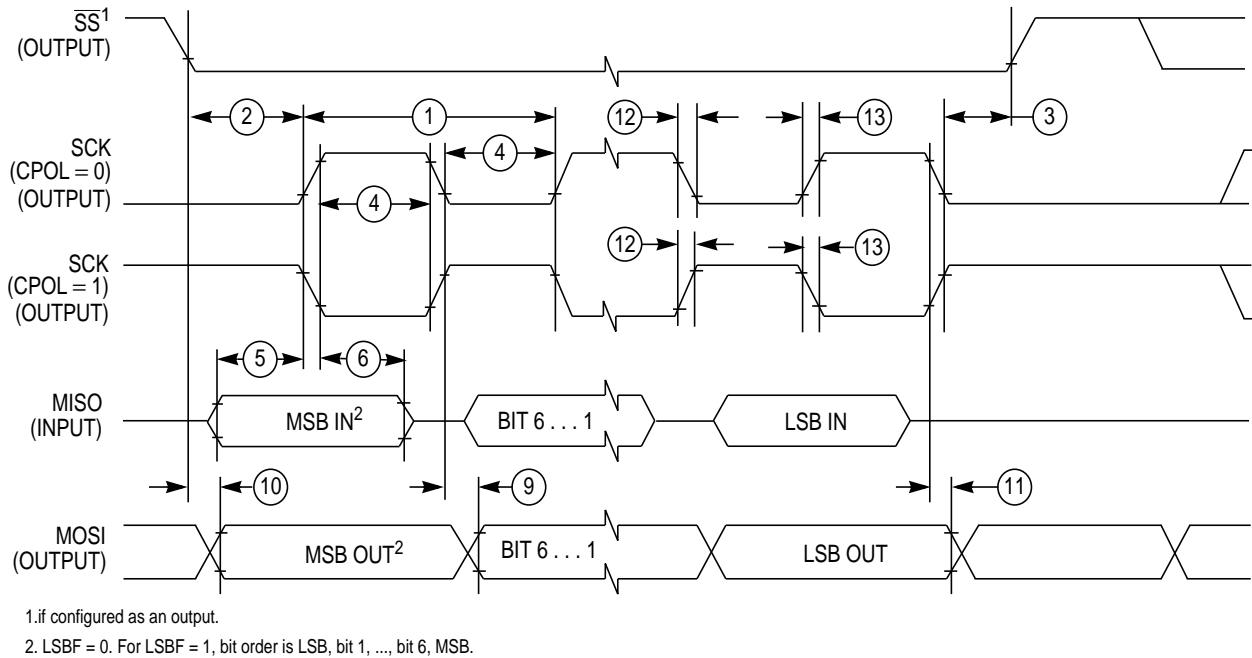 SS1
(OUTPUT)
2
1
12
13
3
SCK
(CPOL = 0)
(OUTPUT)
4
4
12
13
SCK
(CPOL = 1)
(OUTPUT)
5
6
MISO
(INPUT)
MSB IN2
BIT 6 . . . 1
LSB IN
10
9
11
MOSI
(OUTPUT)
MSB OUT2
BIT 6 . . . 1
LSB OUT
1.if configured as an output.
2. LSBF = 0. For LSBF = 1, bit order is LSB, bit 1, ..., bit 6, MSB.